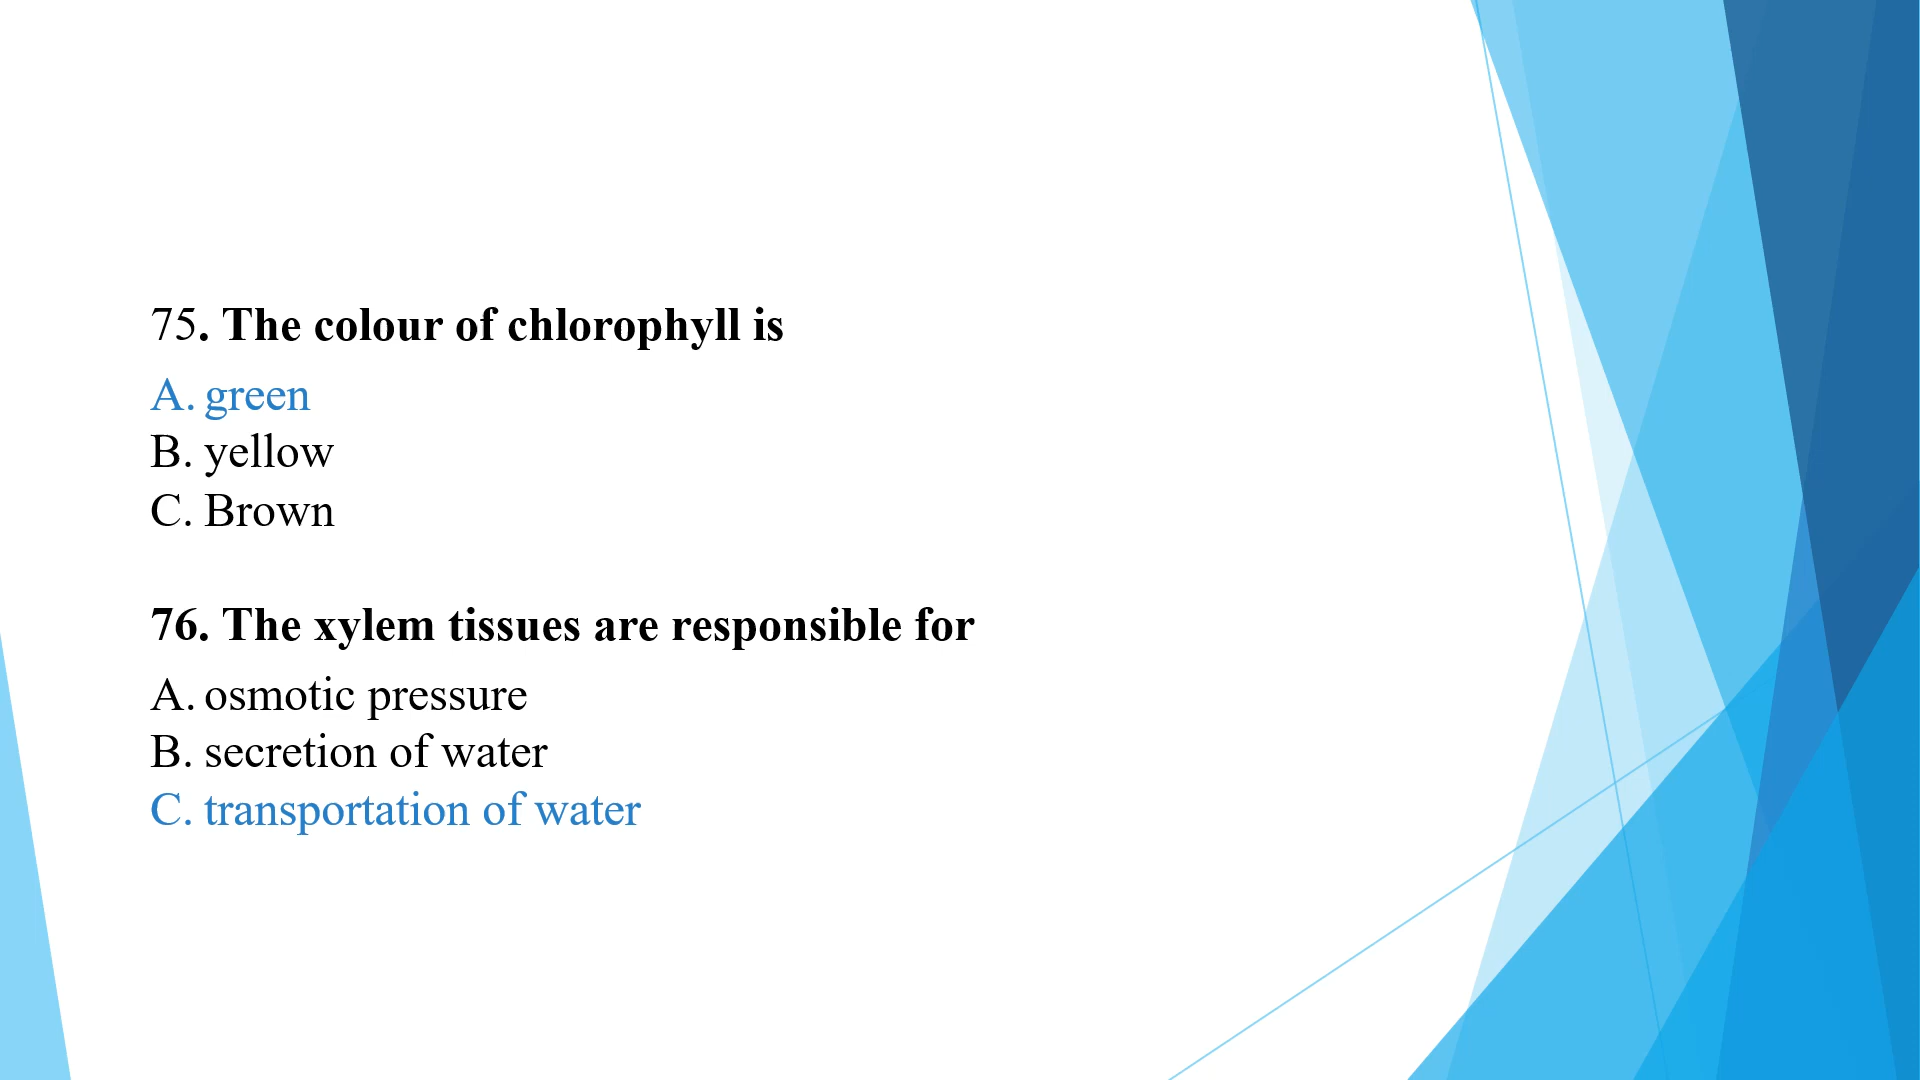 75. The colour of chlorophyll is
A. green
B. yellow
C. Brown
76. The xylem tissues are responsible for
A. osmotic pressure
B. secretion of water
C. transportation of water